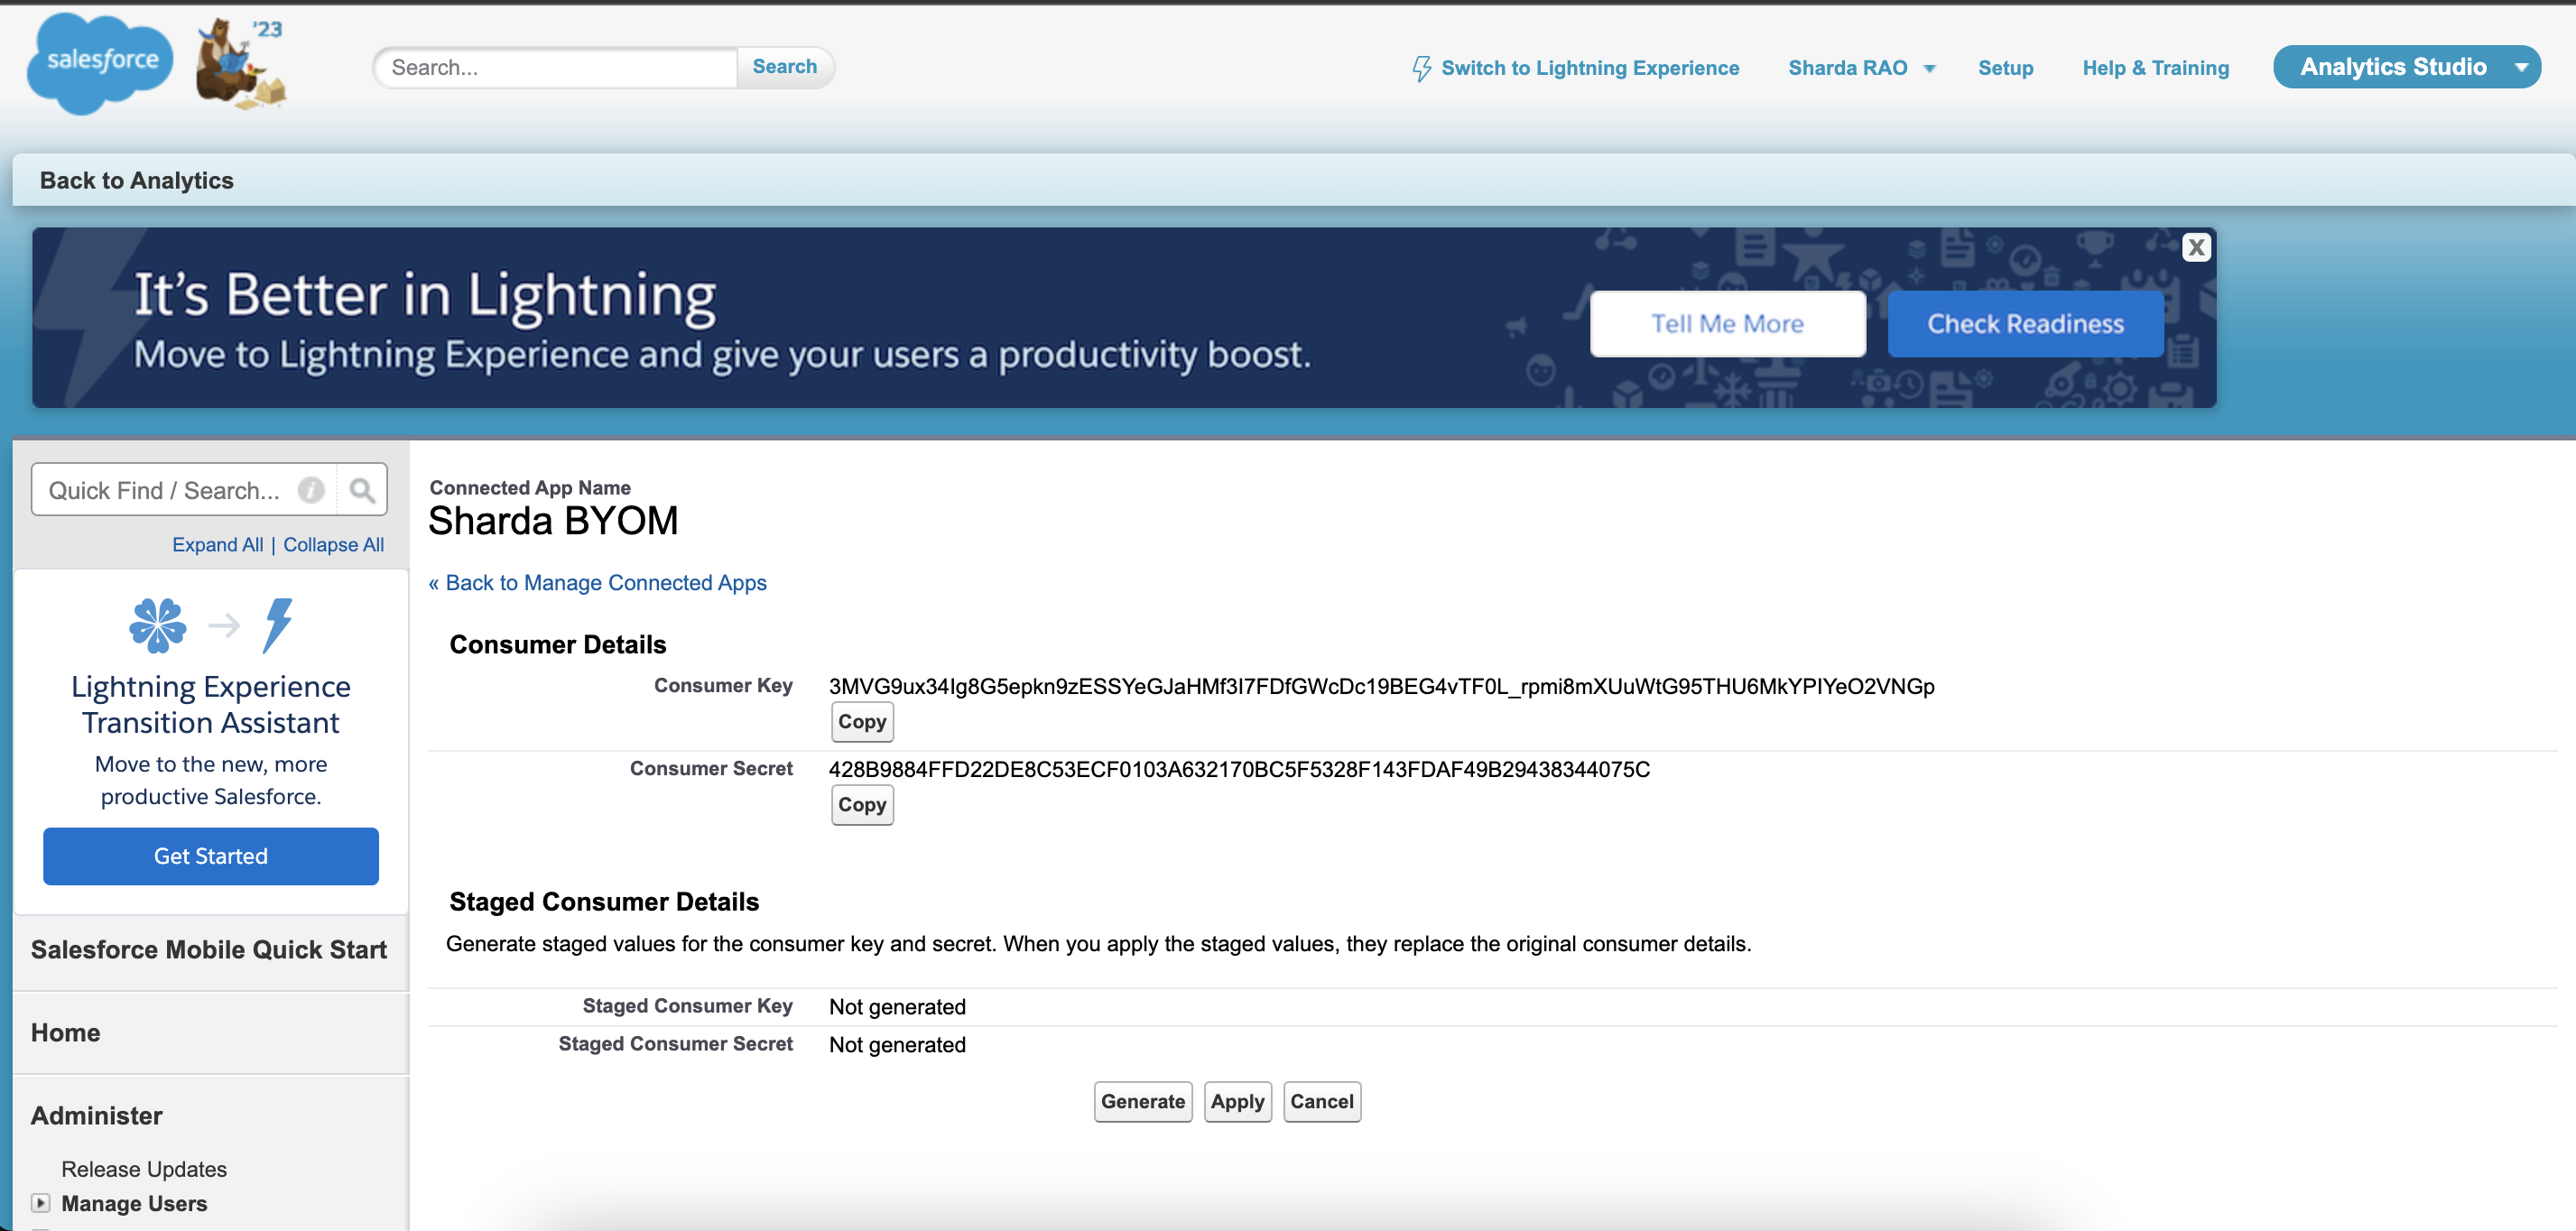 salesforce
'23
Search...
Search
Switch to Lightning Experience
Sharda RAO
Setup
Help & Training
Analytics Studio
Back to Analytics
It's Better in Lightning
Move to Lightning Experience and give your users a productivity boost.
Tell Me More
Check Readiness
X
Quick Find / Search...
i
Expand All | Collapse All
Lightning Experience
Transition Assistant
Move to the new, more
productive Salesforce.
Get Started
Salesforce Mobile Quick Start
Home
Administer
Release Updates
Manage Users
Connected App Name
Sharda BYOM
« Back to Manage Connected Apps
Consumer Details
Consumer Key 3MVG9ux34Ig8G5epkn9zESSYeGJaHMf3I7FDfGWcDc19BEG4vTF0L_rpmi8mXUuWtG95THU6MkYPIYeO2VNGp
Copy
Consumer Secret 428B9884FFD22DE8C53ECF0103A632170BC5F5328F143FDAF49B29438344075C
Copy
Staged Consumer Details
Generate staged values for the consumer key and secret. When you apply the staged values, they replace the original consumer details.
Staged Consumer Key Not generated
Staged Consumer Secret Not generated
Generate Apply Cancel